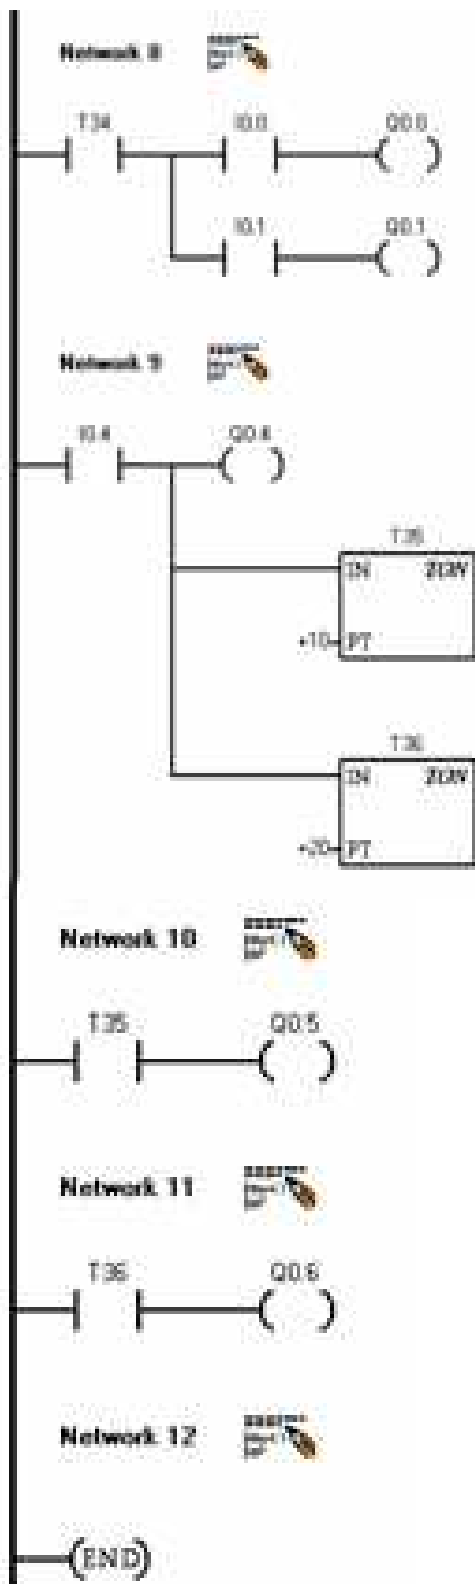 Network 8
T34 I0.0 Q0.0
I0.1 Q0.1
Network 9
I0.4 Q0.4
T35
IN
+10 PT
T36
IN
+20 PT
Network 10
T35 Q0.5
Network 11
T36 Q0.6
Network 12
(END)